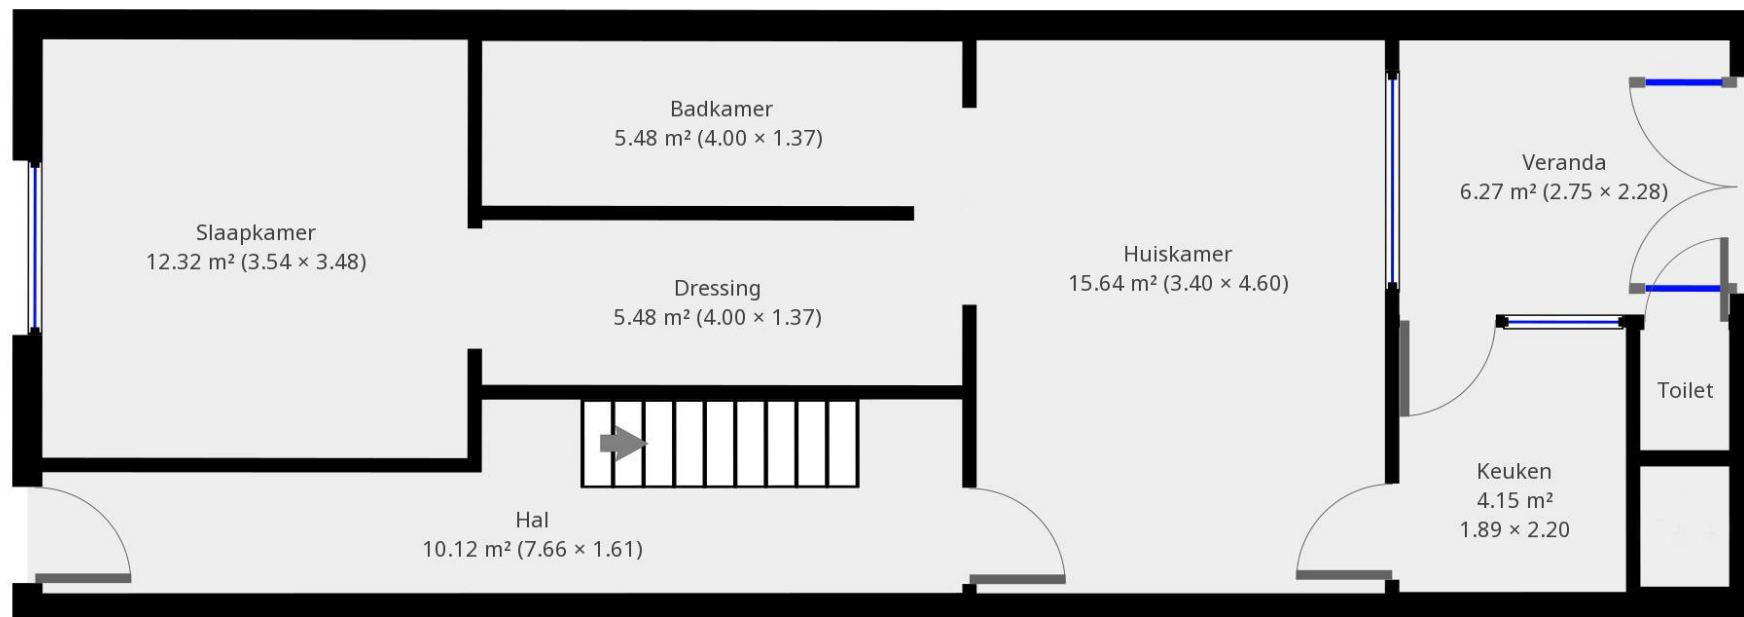 Badkamer
5.48 m² (4.00 × 1.37)
Slaapkamer
12.32 m² (3.54 × 3.48)
Dressing
5.48 m² (4.00 × 1.37)
Huiskamer
15.64 m² (3.40 × 4.60)
Veranda
6.27 m² (2.75 × 2.28)
Toilet
Keuken
4.15 m²
1.89 × 2.20
Hal
10.12 m² (7.66 × 1.61)